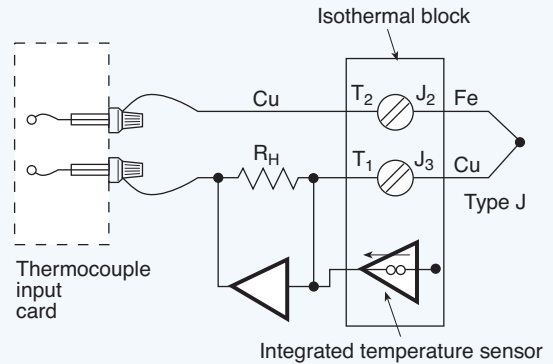 Isothermal block
Cu
T2
J2
Fe
RH
T1
J3
Cu
Type J
Thermocouple
input
card
Integrated temperature sensor